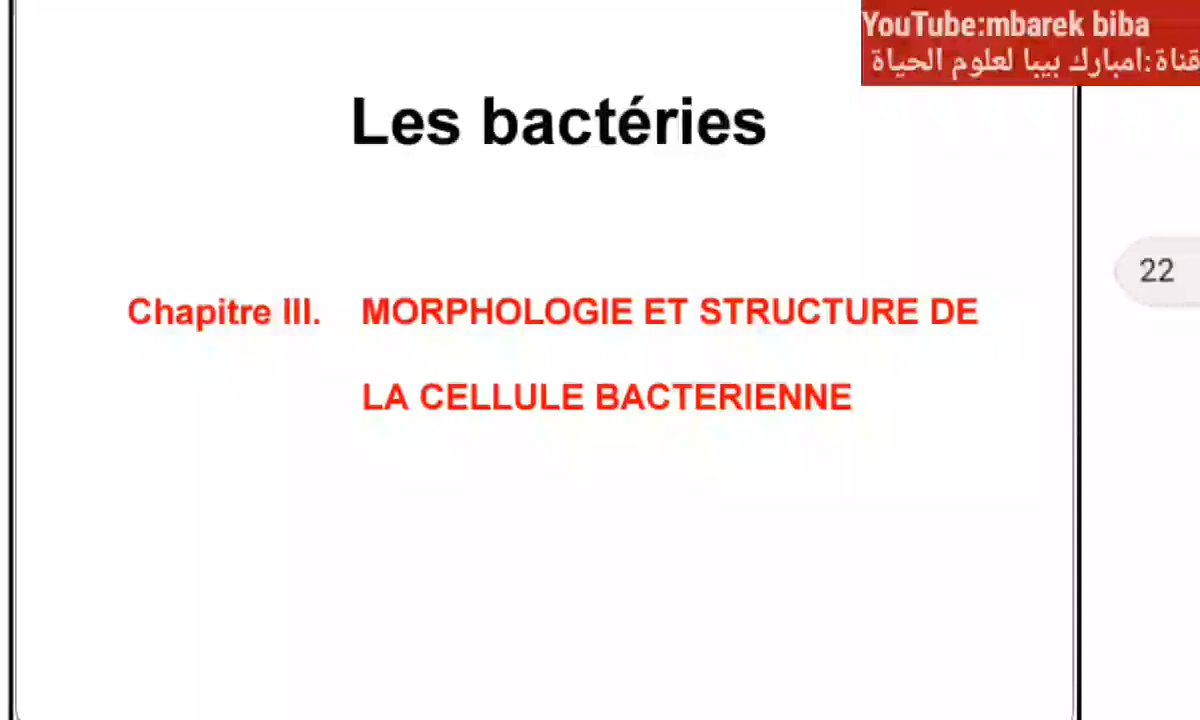 YouTube:mbarek biba
قناة:امبارك بيبا لعلوم الحياة
Les bactéries
22
Chapitre III. MORPHOLOGIE ET STRUCTURE DE
LA CELLULE BACTERIENNE